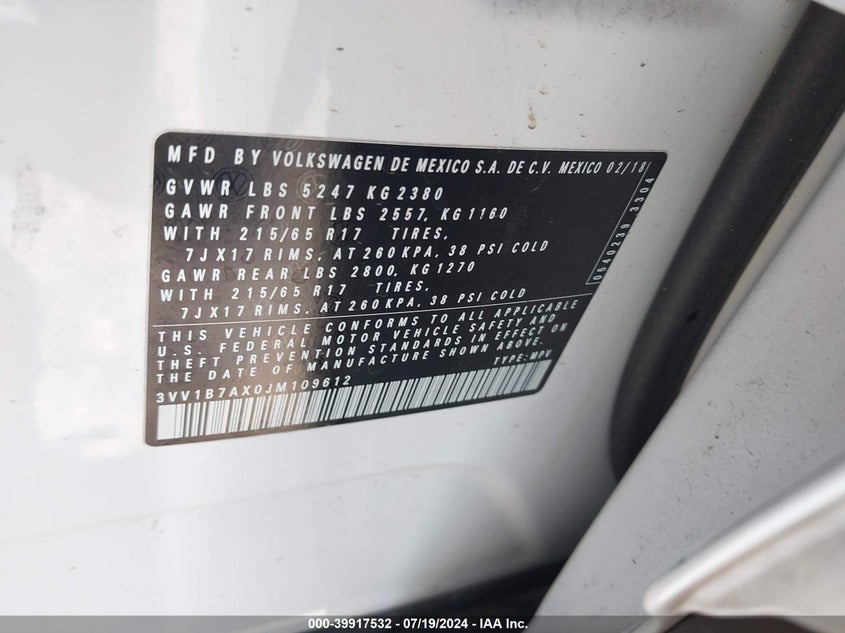 MFD BY VOLKSWAGEN DE MEXICO S.A. DE C.V. MEXICO 02/18
GVWR LBS 5247 KG 2380
GAWR FRONT LBS 2557, KG 1160
WITH 215/65 R17 TIRES,
7JX17 RIMS, AT 260 KPA, 38 PSI COLD
GAWR REAR LBS 2800, KG 1270
WITH 215/65 R17 TIRES,
7JX17 RIMS, AT 260 KPA, 38 PSI COLD
THIS VEHICLE CONFORMS TO ALL APPLICABLE
U.S. FEDERAL MOTOR VEHICLE SAFETY AND
THEFT PREVENTION STANDARDS IN EFFECT ON
THE DATE OF MANUFACTURE SHOWN ABOVE.
3VV1B7AX0JM109612 TYPE: MPV
0540239 3304
000-39917532 - 07/19/2024 - IAA Inc.